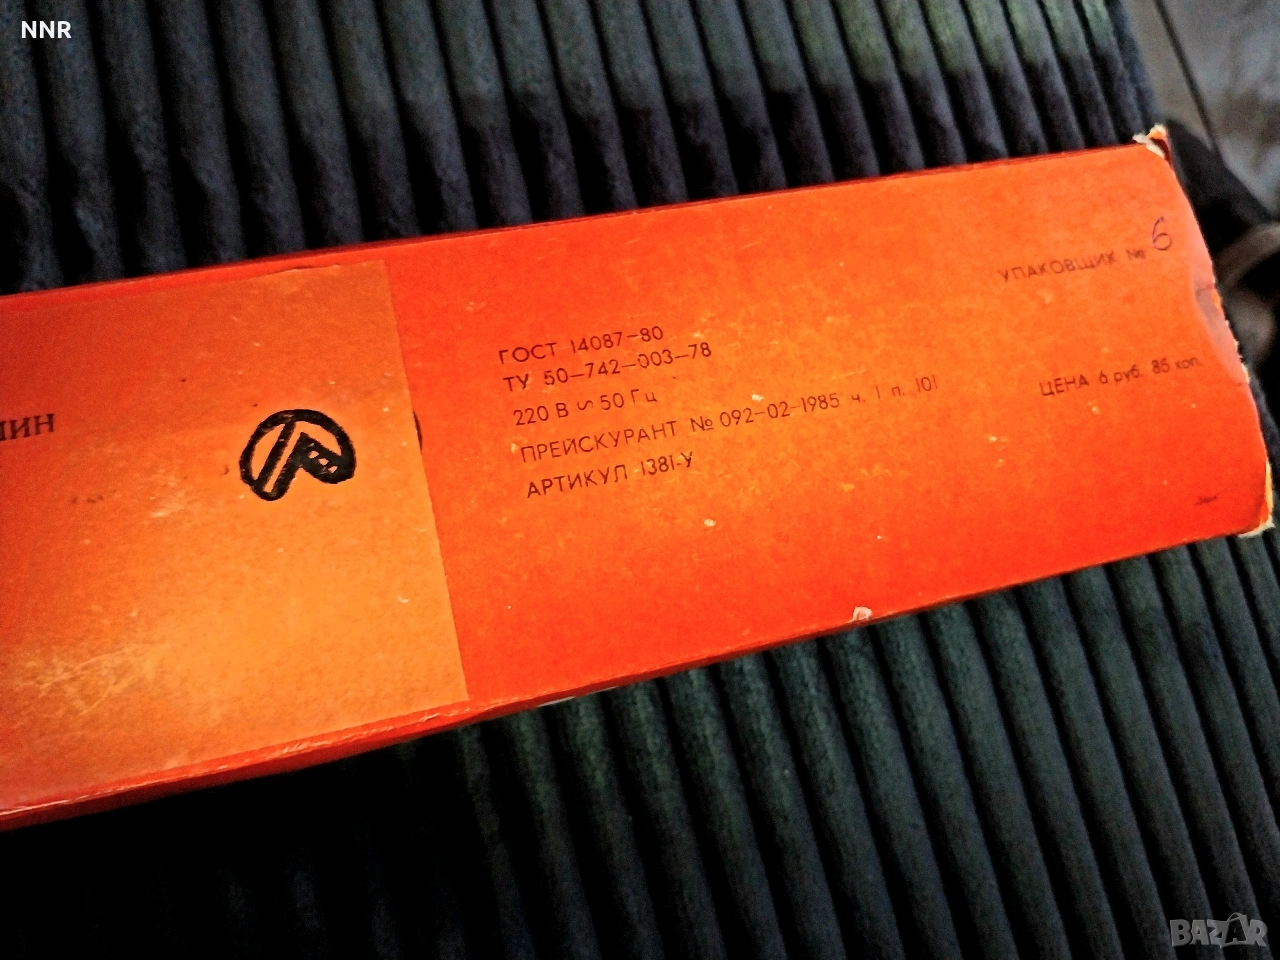 NNR
УПАКОВЩИК № 6
ГОСТ 14087-80
ТУ 50-742-003-78
220 В ∽ 50 Гц
ПРЕЙСКУРАНТ № 092-02-1985 ч. 1 п. 101
АРТИКУЛ 1381-У
ЦЕНА 6 руб. 85 коп.
BAZAR